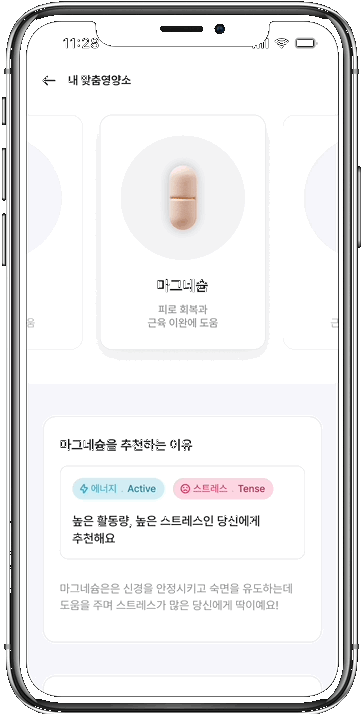 11:28
내 맞춤영양소
마그네슘
피로 회복과
근육 이완에 도움
움
마그네슘을 추천하는 이유
에너지 . Active
스트레스 . Tense
높은 활동량, 높은 스트레스인 당신에게
추천해요
마그네슘은은 신경을 안정시키고 숙면을 유도하는데
도움을 주며 스트레스가 많은 당신에게 딱이예요!